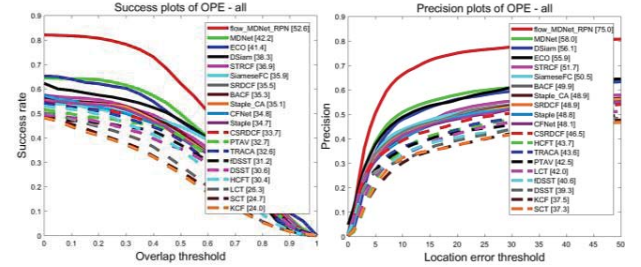 Success plots of OPE - all
Success rate
0.9
0.8
0.7
0.6
0.5
0.4
0.3
0.2
0.1
0
0 0.1 0.2 0.3 0.4 0.5 0.6 0.7 0.8 0.9 1
Overlap threshold
flow_MDNet_RPN [52.6]
MDNet [42.2]
ECO [41.4]
DSiam [38.3]
STRCF [36.9]
SiameseFC [35.9]
SRDCF [35.5]
BACF [35.3]
Staple_CA [35.1]
CFNet [34.8]
Staple [34.7]
CSRDCF [33.7]
PTAV [32.7]
TRACA [32.6]
fDSST [31.2]
DSST [30.6]
HCFT [30.4]
LCT [26.3]
SCT [24.7]
KCF [24.0]
Precision plots of OPE - all
Precision
0.9
0.8
0.7
0.6
0.5
0.4
0.3
0.2
0.1
0
0 5 10 15 20 25 30 35 40 45 50
Location error threshold
flow_MDNet_RPN [75.0]
MDNet [58.0]
DSiam [56.1]
ECO [55.9]
STRCF [51.7]
SiameseFC [50.5]
BACF [49.9]
Staple_CA [48.9]
SRDCF [48.9]
Staple [48.8]
CFNet [48.1]
CSRDCF [46.5]
HCFT [43.7]
TRACA [43.6]
PTAV [42.5]
LCT [42.0]
fDSST [40.6]
DSST [39.3]
KCF [37.5]
SCT [37.3]